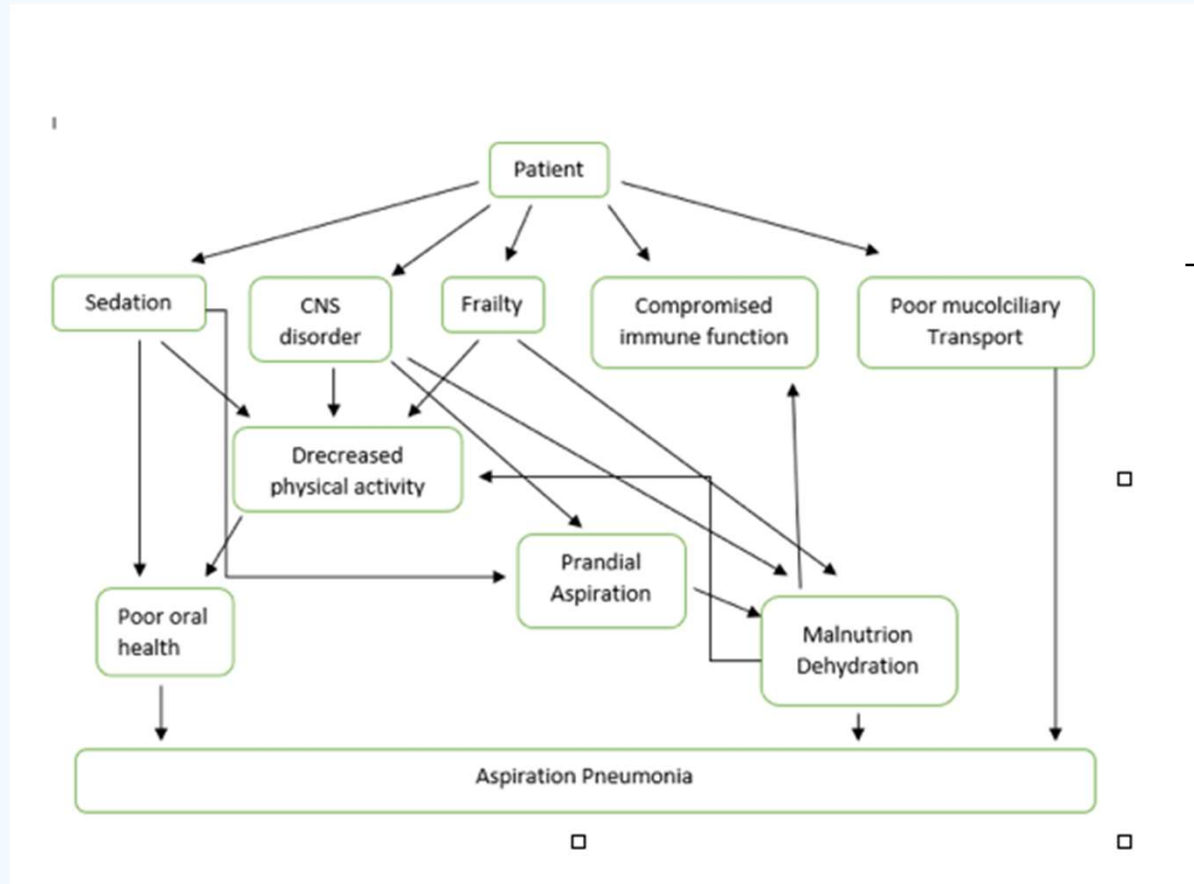 Patient
Sedation
CNS
disorder
Frailty
Compromised
immune function
Poor mucolciliary
Transport
Drecreased
physical activity
Prandial
Aspiration
Poor oral
health
Malnutrion
Dehydration
Aspiration Pneumonia